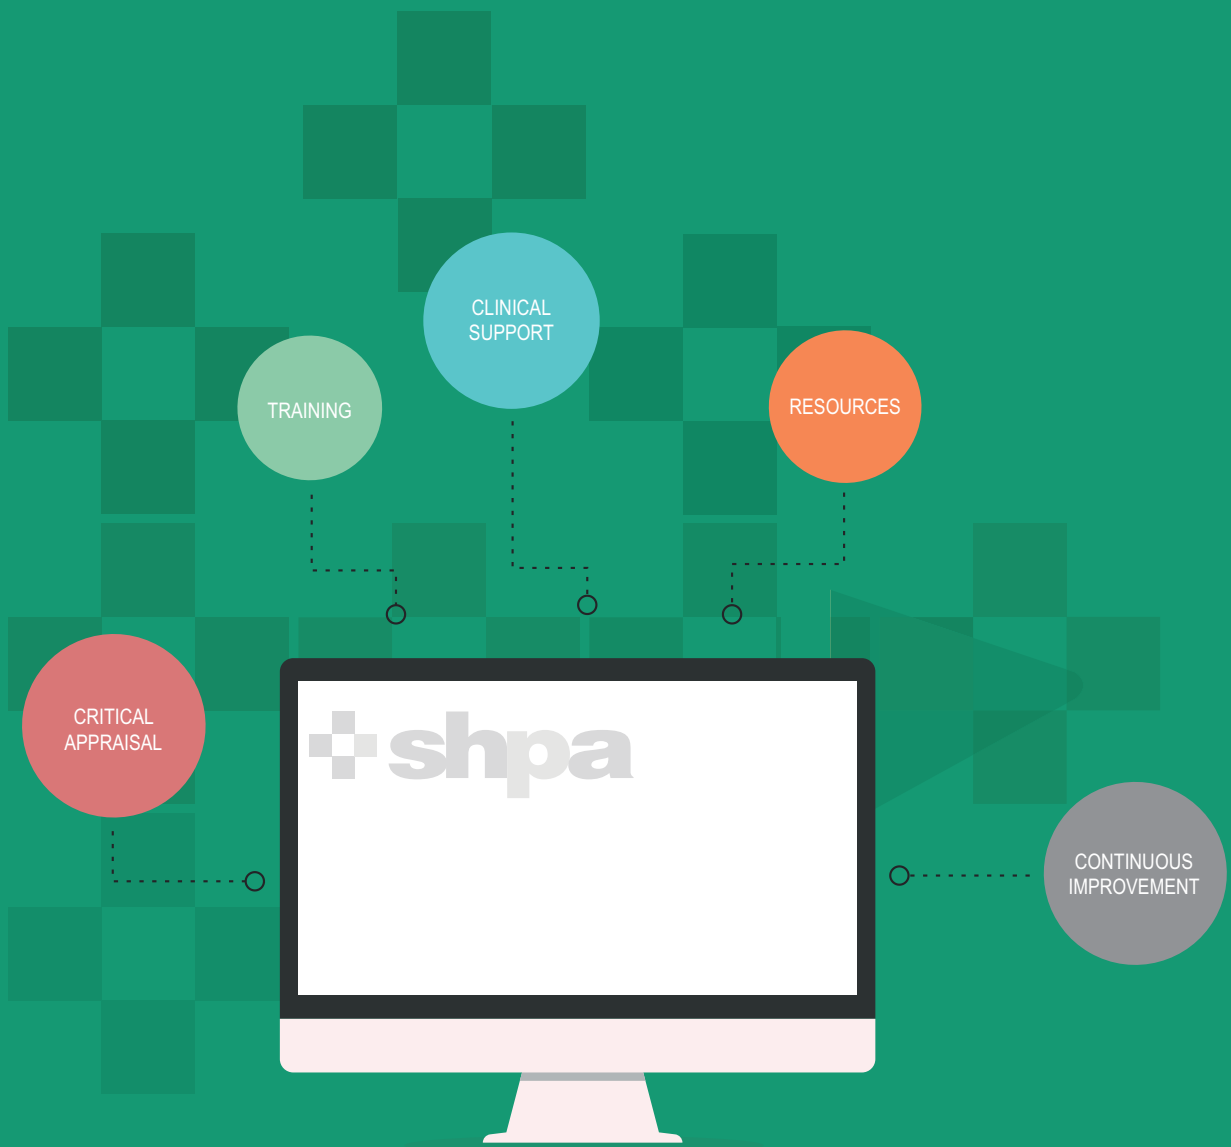 CLINICAL
SUPPORT
TRAINING
RESOURCES
CRITICAL
APPRAISAL
shpa
CONTINUOUS
IMPROVEMENT